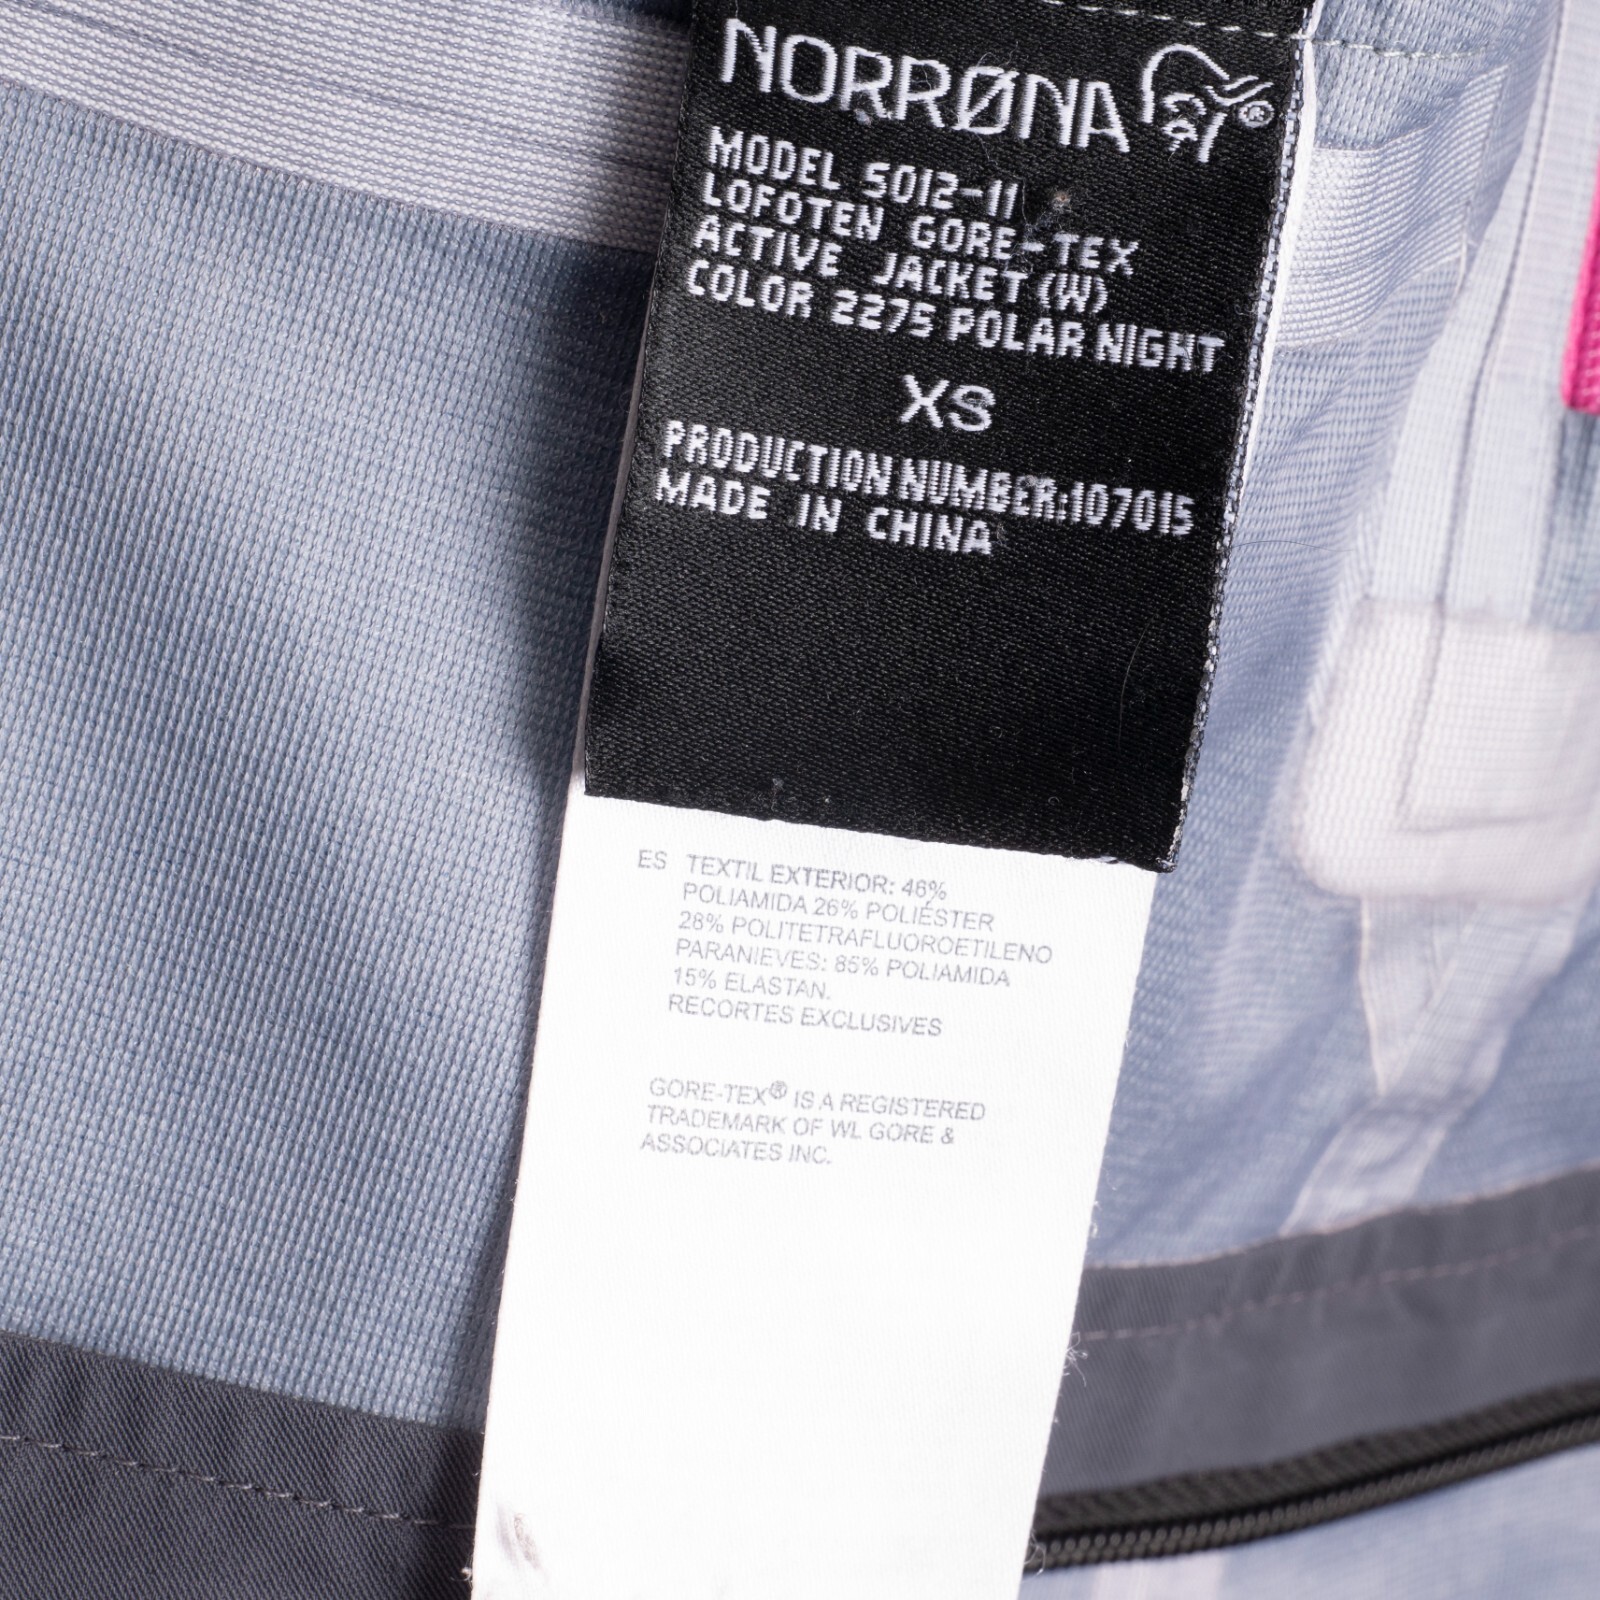 NORRØNA ®
MODEL 5012-11
LOFOTEN GORE-TEX
ACTIVE JACKET (W)
COLOR 2275 POLAR NIGHT
XS
PRODUCTION NUMBER:107015
MADE IN CHINA
ES TEXTIL EXTERIOR: 46%
POLIAMIDA 26% POLIÉSTER
28% POLITETRAFLUOROETILENO
PARANIEVES: 85% POLIAMIDA
15% ELASTAN.
RECORTES EXCLUSIVES
GORE-TEX® IS A REGISTERED
TRADEMARK OF WL GORE &
ASSOCIATES INC.